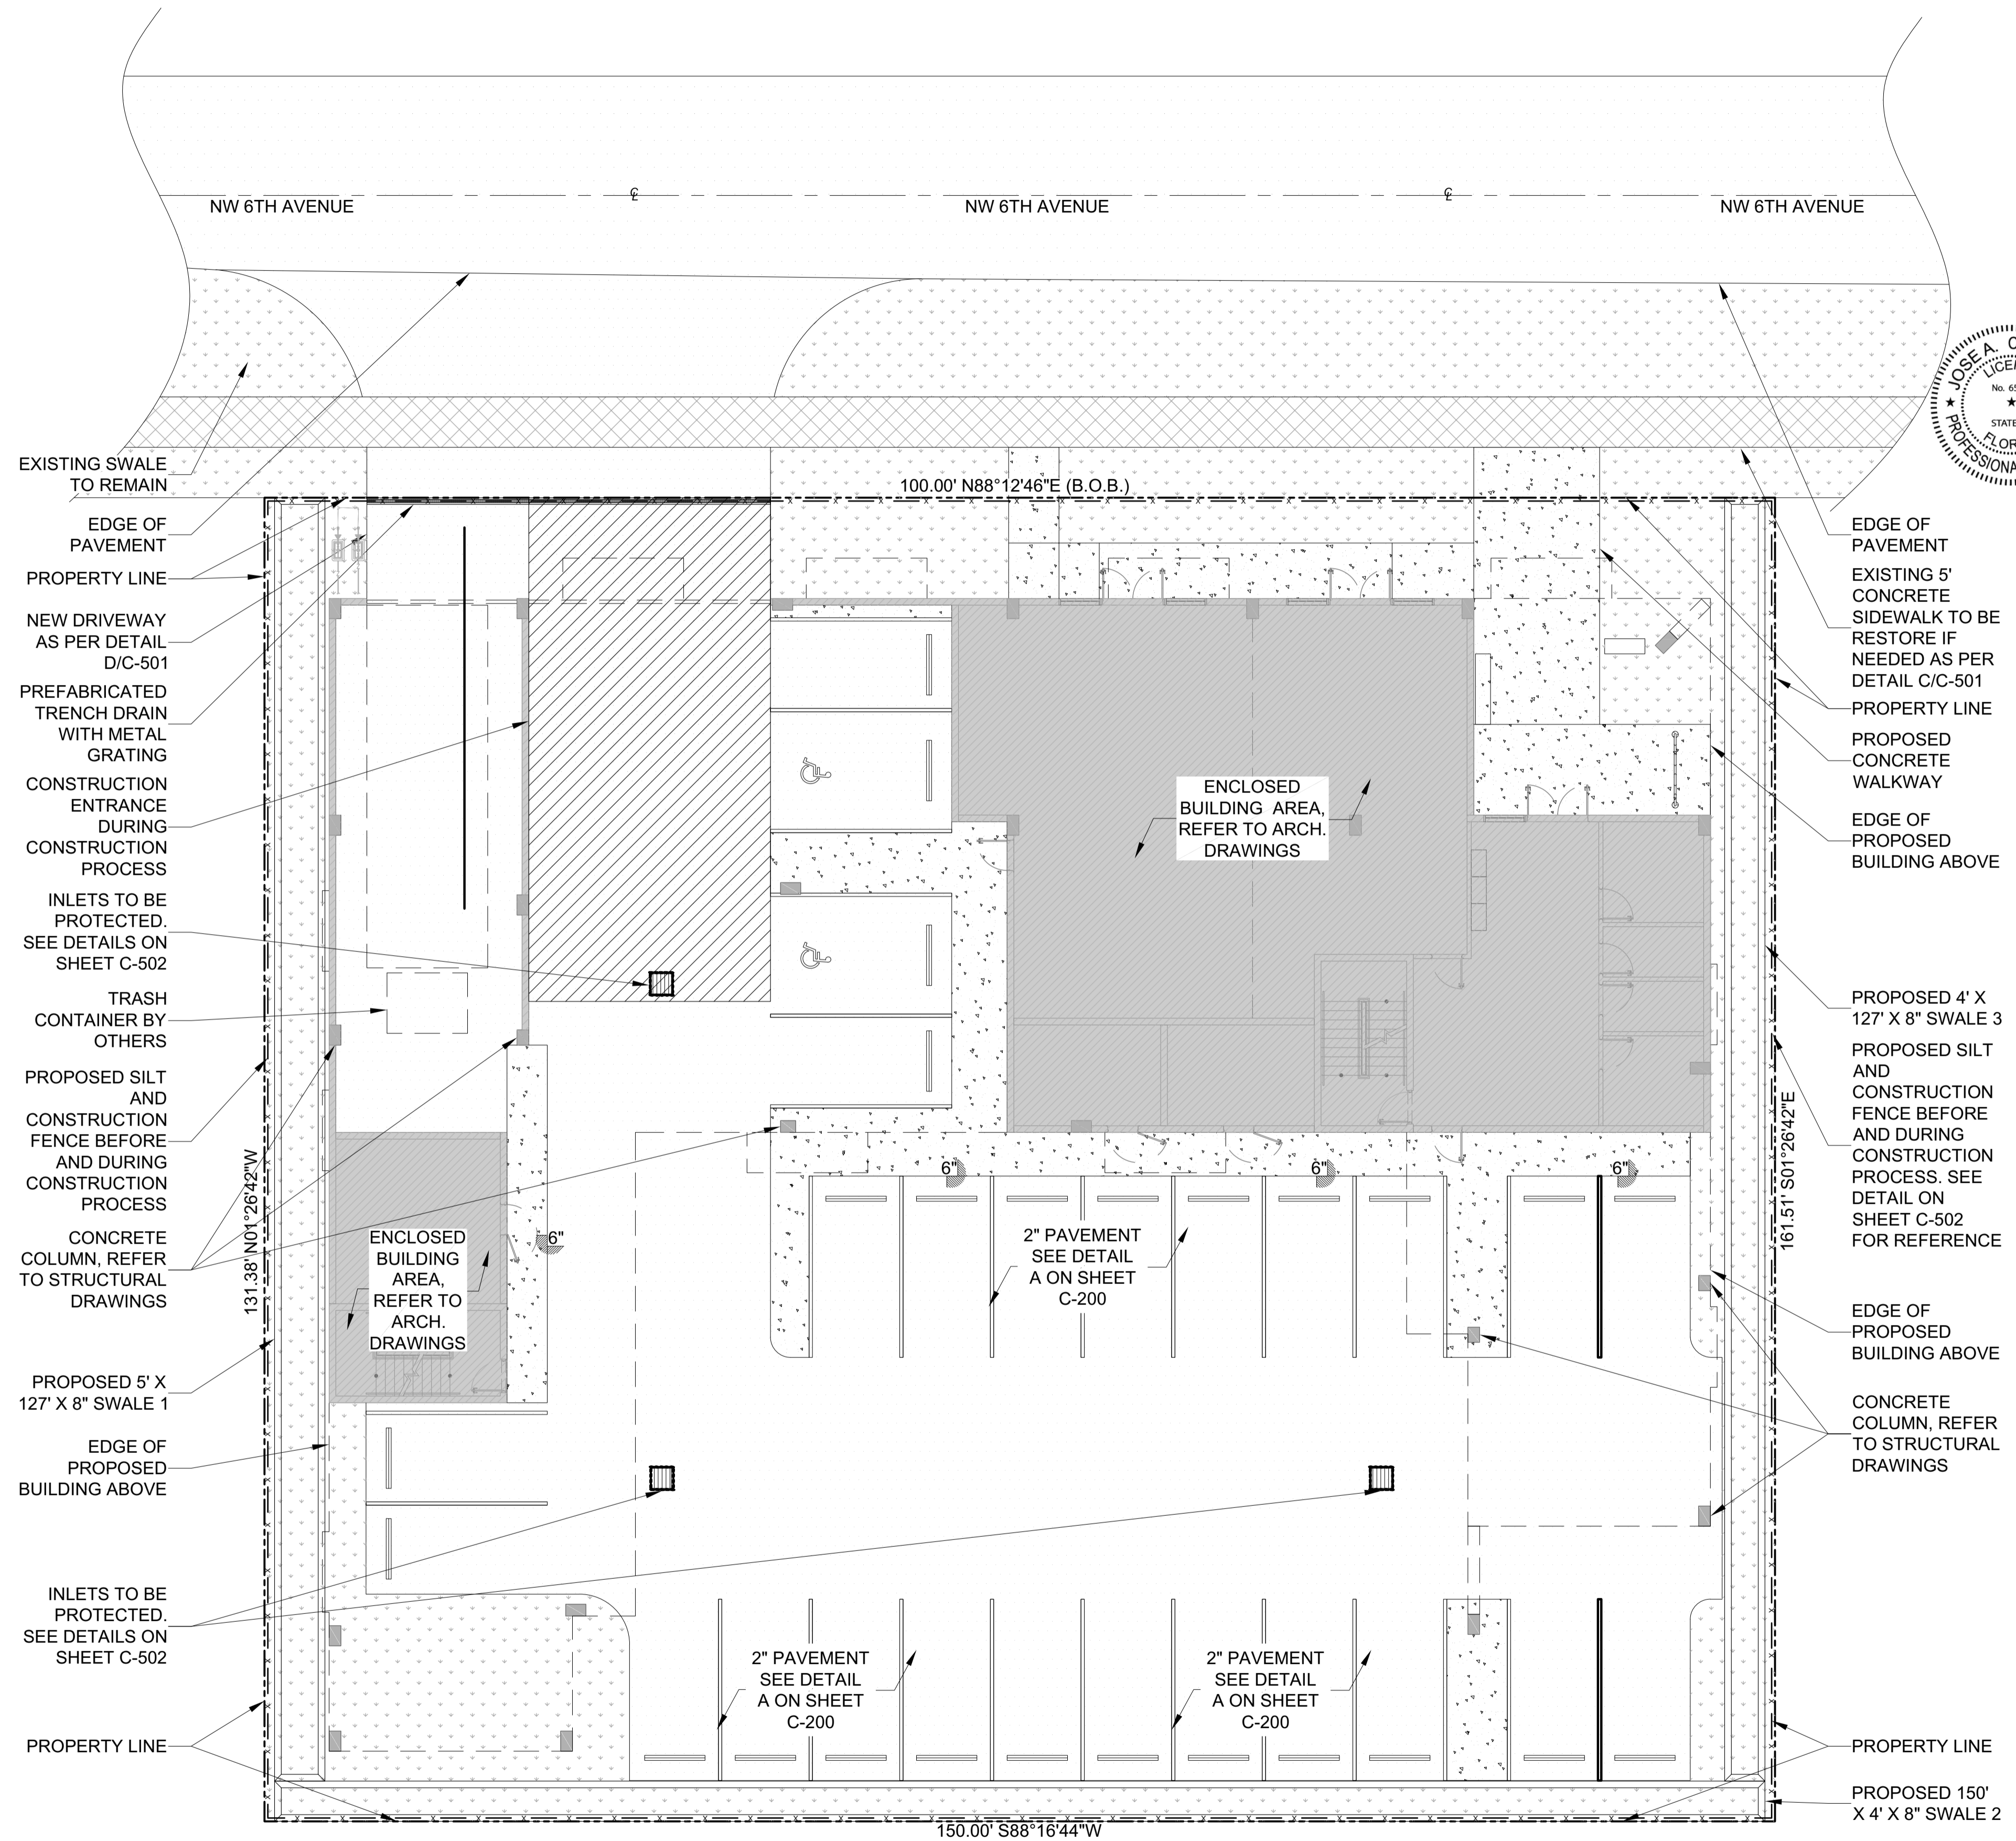 ℄
℄
NW 6TH AVENUE
NW 6TH AVENUE
NW 6TH AVENUE
JOSE A.
No.
STATE
PROFESSIONA
EXISTING SWALE
TO REMAIN
EDGE OF
PAVEMENT
PROPERTY LINE
NEW DRIVEWAY
AS PER DETAIL
D/C-501
PREFABRICATED
TRENCH DRAIN
WITH METAL
GRATING
CONSTRUCTION
ENTRANCE
DURING
CONSTRUCTION
PROCESS
INLETS TO BE
PROTECTED.
SEE DETAILS ON
SHEET C-502
TRASH
CONTAINER BY
OTHERS
PROPOSED SILT
AND
CONSTRUCTION
FENCE BEFORE
AND DURING
CONSTRUCTION
PROCESS
CONCRETE
COLUMN, REFER
TO STRUCTURAL
DRAWINGS
PROPOSED 5' X
127' X 8" SWALE 1
EDGE OF
PROPOSED
BUILDING ABOVE
INLETS TO BE
PROTECTED.
SEE DETAILS ON
SHEET C-502
PROPERTY LINE
131.38' N01°26'42"W
100.00' N88°12'46"E (B.O.B.)
ENCLOSED
BUILDING AREA,
REFER TO ARCH.
DRAWINGS
6"
6"
6"
6"
ENCLOSED
BUILDING
AREA,
REFER TO
ARCH.
DRAWINGS
2" PAVEMENT
SEE DETAIL
A ON SHEET
C-200
2" PAVEMENT
SEE DETAIL
A ON SHEET
C-200
2" PAVEMENT
SEE DETAIL
A ON SHEET
C-200
150.00' S88°16'44"W
161.51' S01°26'42"E
EDGE OF
PAVEMENT
EXISTING 5'
CONCRETE
SIDEWALK TO BE
RESTORE IF
NEEDED AS PER
DETAIL C/C-501
PROPERTY LINE
PROPOSED
CONCRETE
WALKWAY
EDGE OF
PROPOSED
BUILDING ABOVE
PROPOSED 4' X
127' X 8" SWALE 3
PROPOSED SILT
AND
CONSTRUCTION
FENCE BEFORE
AND DURING
CONSTRUCTION
PROCESS. SEE
DETAIL ON
SHEET C-502
FOR REFERENCE
EDGE OF
PROPOSED
BUILDING ABOVE
CONCRETE
COLUMN, REFER
TO STRUCTURAL
DRAWINGS
PROPERTY LINE
PROPOSED 150'
X 4' X 8" SWALE 2